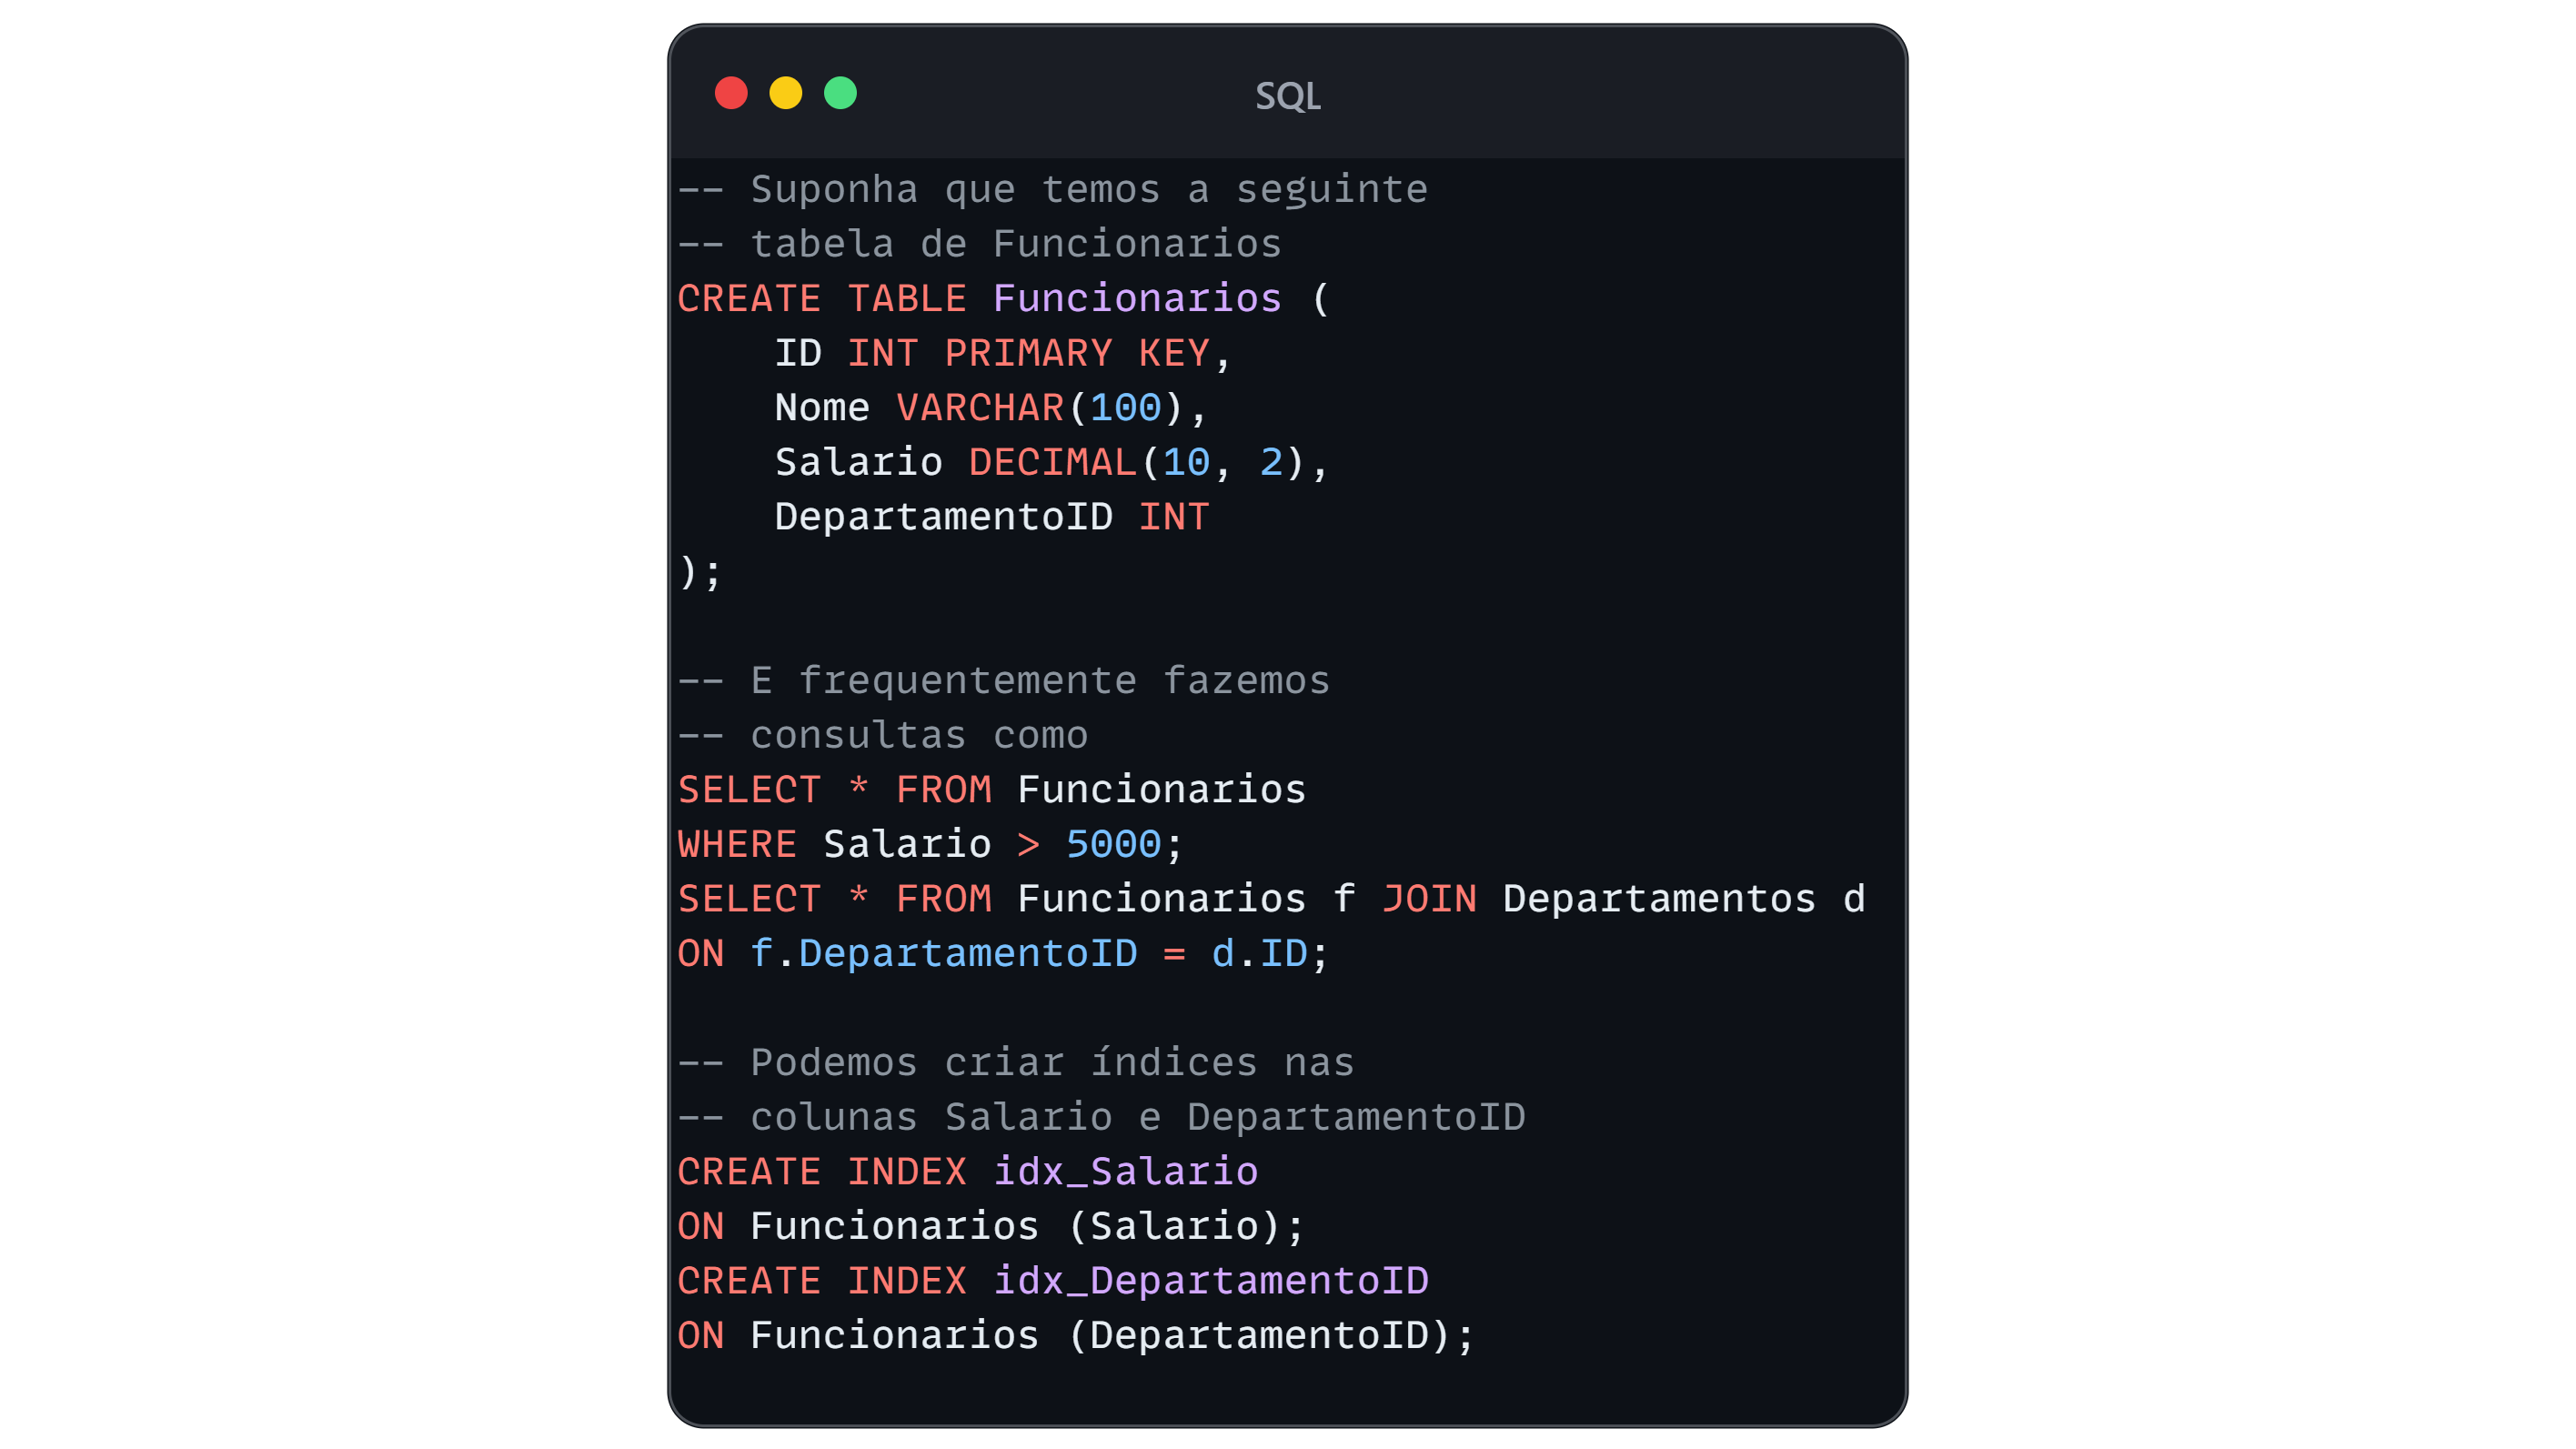 SQL
-- Suponha que temos a seguinte
-- tabela de Funcionarios
CREATE TABLE Funcionarios (
    ID INT PRIMARY KEY,
    Nome VARCHAR(100),
    Salario DECIMAL(10, 2),
    DepartamentoID INT
);
-- E frequentemente fazemos
-- consultas como
SELECT * FROM Funcionarios
WHERE Salario > 5000;
SELECT * FROM Funcionarios f JOIN Departamentos d
ON f.DepartamentoID = d.ID;
-- Podemos criar índices nas
-- colunas Salario e DepartamentoID
CREATE INDEX idx_Salario
ON Funcionarios (Salario);
CREATE INDEX idx_DepartamentoID
ON Funcionarios (DepartamentoID);